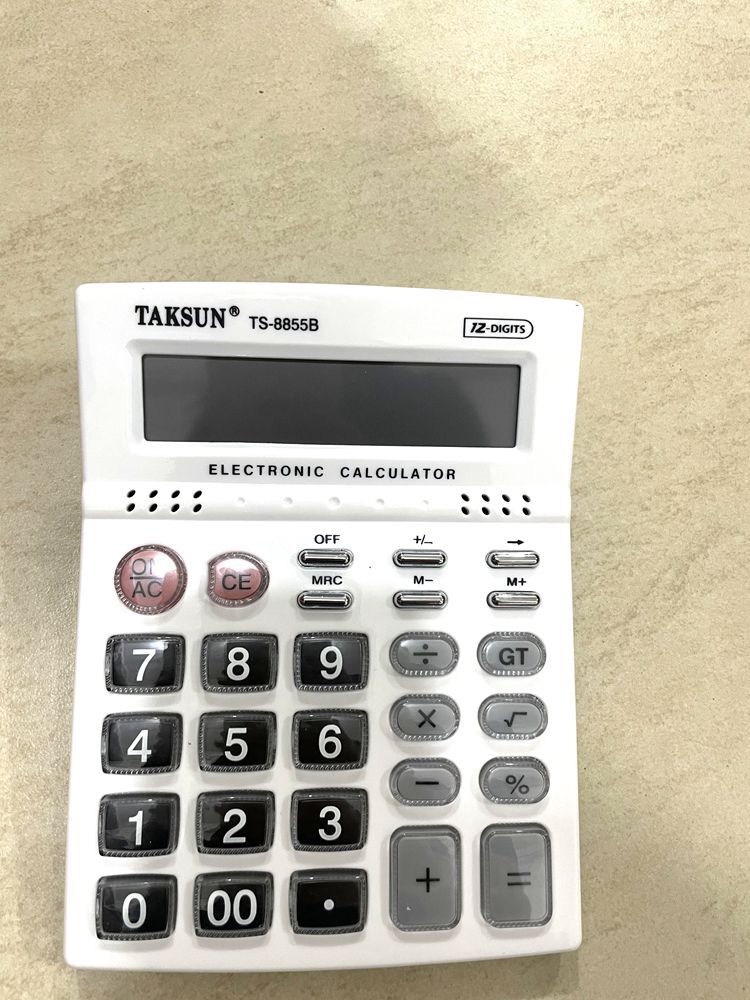 TAKSUN® TS-8855B 12-DIGITS
ELECTRONIC CALCULATOR
OFF +/− →
AC CE
MRC M− M+
7 8 9 ÷ GT
4 5 6 × √
1 2 3 − %
0 00 . + =